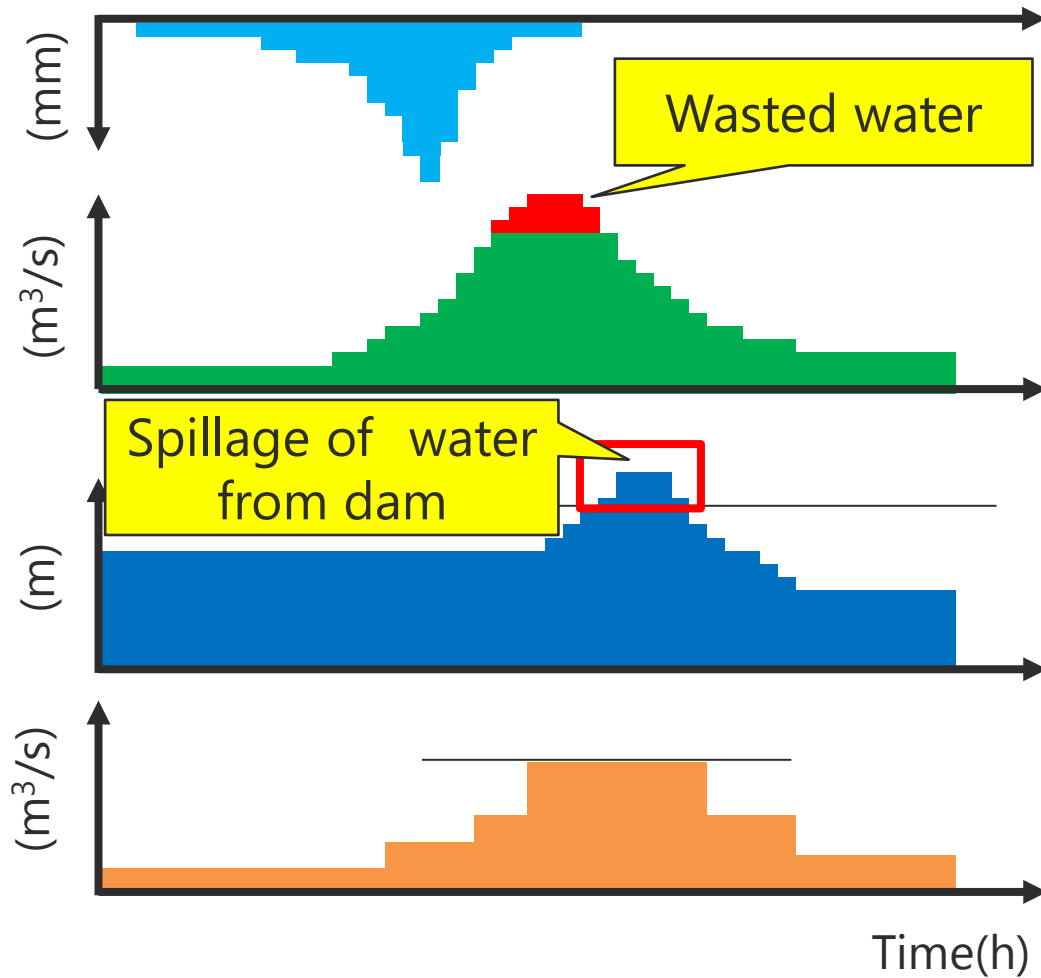 (mm)
Wasted water
(m³/s)
Spillage of water
from dam
(m)
(m³/s)
Time(h)